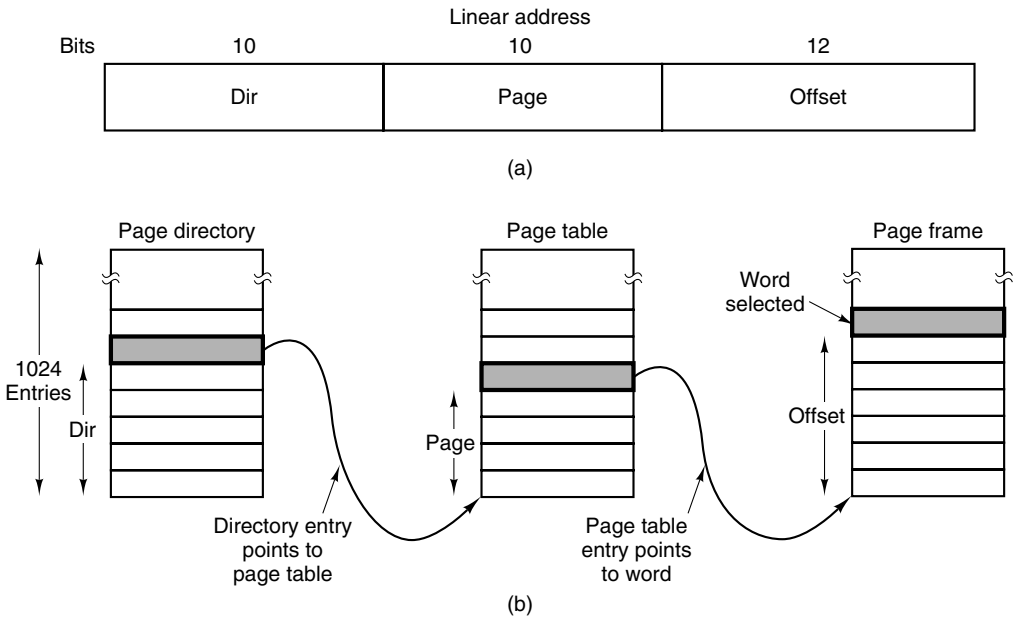 Linear address
Bits 10 10 12
Dir Page Offset
(a)
Page directory Page table Page frame
Word
selected
1024
Entries
Dir
Page
Offset
Directory entry
points to
page table
Page table
entry points
to word
(b)